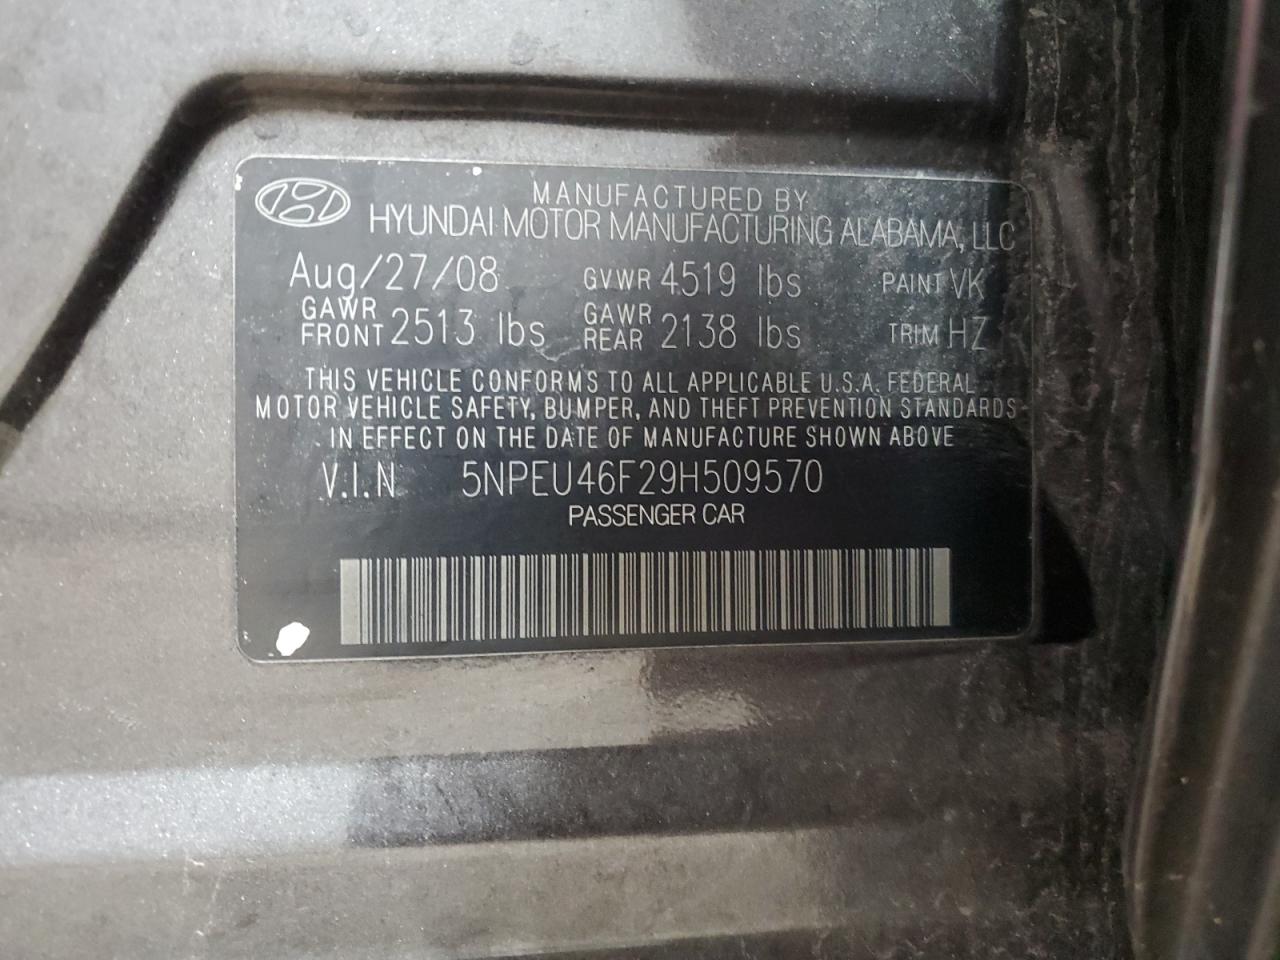 MANUFACTURED BY
HYUNDAI MOTOR MANUFACTURING ALABAMA, LLC
Aug/27/08 GVWR 4519 lbs PAINT VK
GAWR FRONT 2513 lbs GAWR REAR 2138 lbs TRIM HZ
THIS VEHICLE CONFORMS TO ALL APPLICABLE U.S.A. FEDERAL
MOTOR VEHICLE SAFETY, BUMPER, AND THEFT PREVENTION STANDARDS
IN EFFECT ON THE DATE OF MANUFACTURE SHOWN ABOVE
V.I.N 5NPEU46F29H509570
PASSENGER CAR